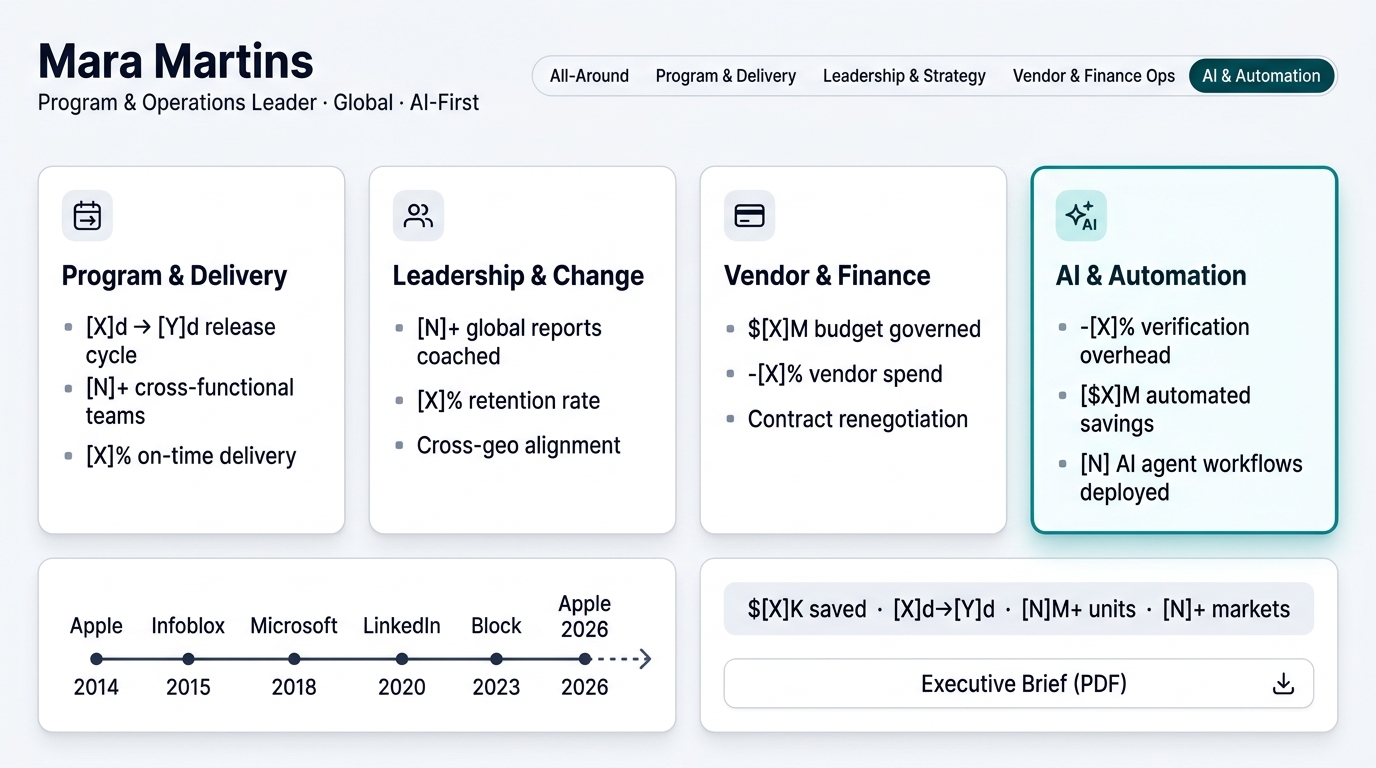 Mara Martins
Program & Operations Leader · Global · AI-First
All-Around
Program & Delivery
Leadership & Strategy
Vendor & Finance Ops
AI & Automation
Program & Delivery
[X]d → [Y]d release
cycle
[N]+ cross-functional
teams
[X]% on-time delivery
Leadership & Change
[N]+ global reports
coached
[X]% retention rate
Cross-geo alignment
Vendor & Finance
$[X]M budget governed
-[X]% vendor spend
Contract renegotiation
AI
AI & Automation
-[X]% verification
overhead
[$X]M automated
savings
[N] AI agent workflows
deployed
Apple
Infoblox
Microsoft
LinkedIn
Block
Apple
2026
2014
2015
2018
2020
2023
2026
$[X]K saved · [X]d→[Y]d · [N]M+ units · [N]+ markets
Executive Brief (PDF)